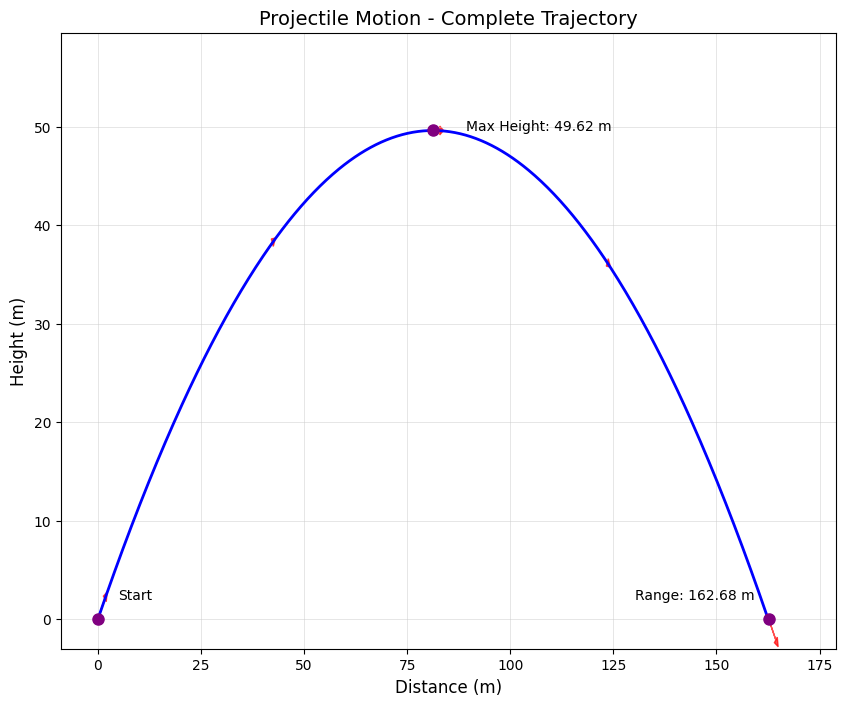 Projectile Motion - Complete Trajectory
Height (m)
50
40
30
20
10
0
Max Height: 49.62 m
Start
Range: 162.68 m
0
25
50
75
100
125
150
175
Distance (m)